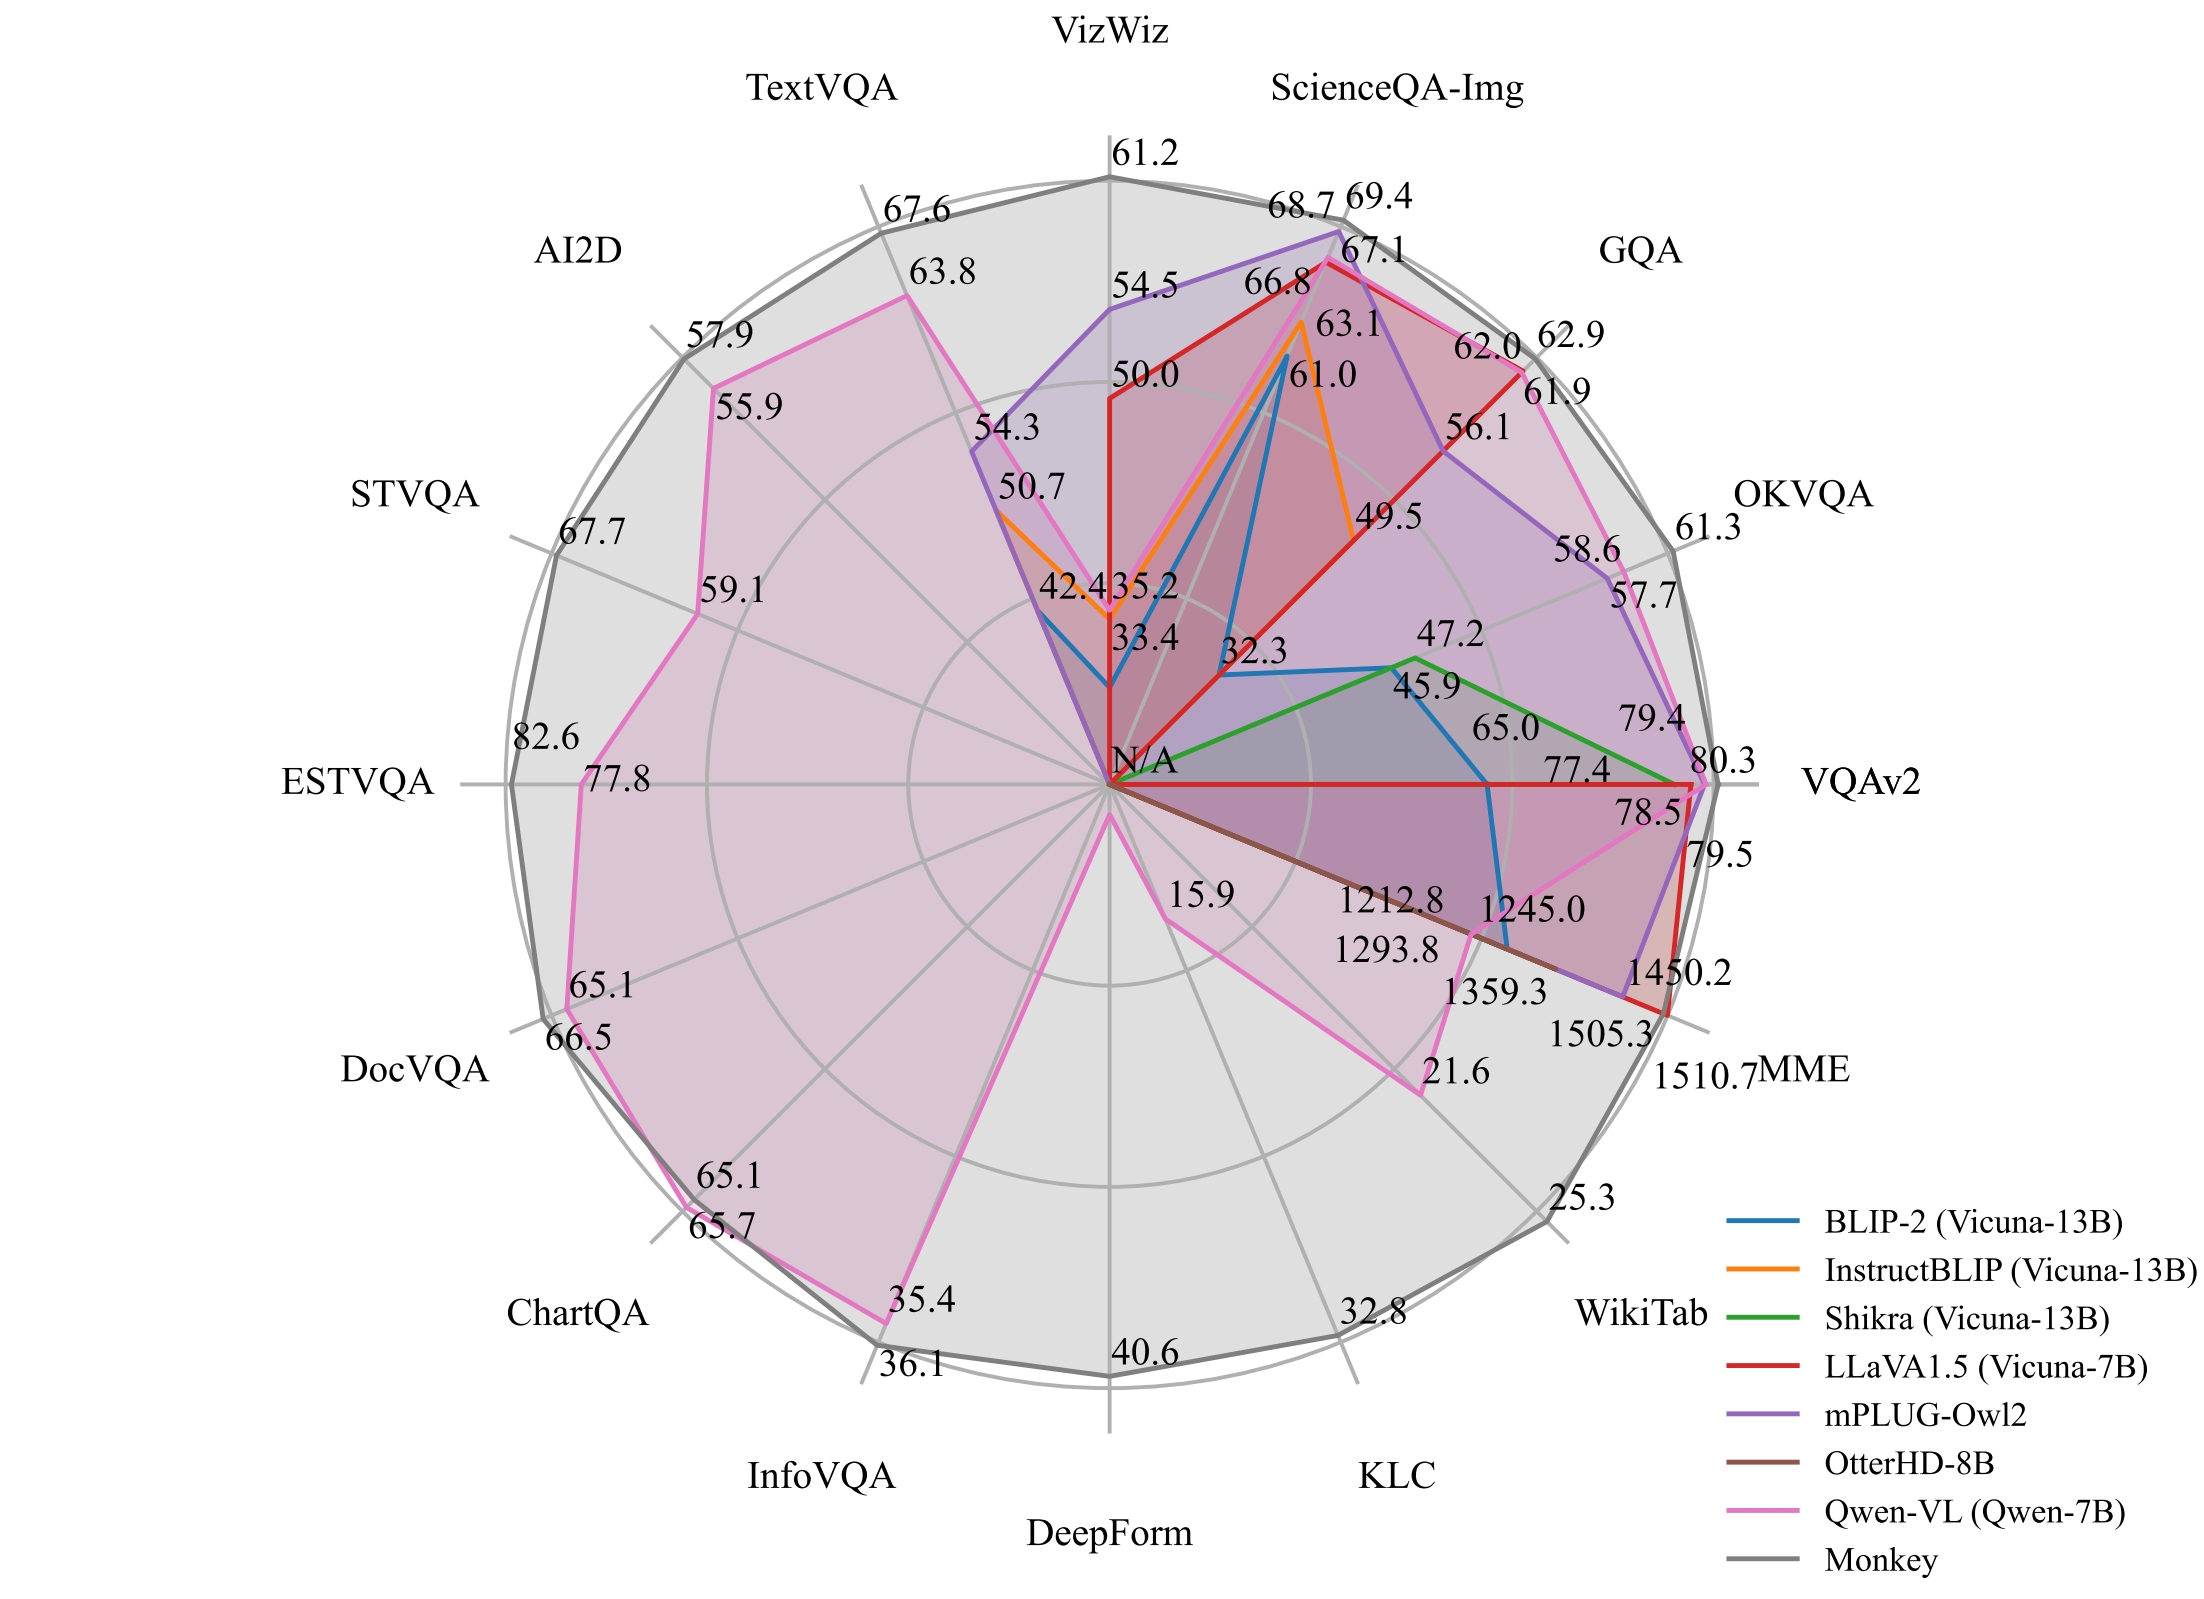 VizWiz
TextVQA
ScienceQA-Img
61.2
67.6
68.7
69.4
AI2D
GQA
63.8
54.5
66.8
67.1
57.9
63.1
62.0
62.9
55.9
50.0
61.0
61.9
54.3
56.1
STVQA
50.7
49.5
OKVQA
67.7
58.6
61.3
59.1
42.4
35.2
57.7
33.4
32.3
47.2
45.9
65.0
79.4
82.6
N/A
77.4
80.3
ESTVQA
77.8
VQAv2
78.5
79.5
15.9
1212.8
1245.0
1293.8
65.1
1359.3
1450.2
66.5
1505.3
DocVQA
21.6
1510.7
MME
65.1
65.7
25.3
ChartQA
35.4
32.8
WikiTab
36.1
40.6
InfoVQA
KLC
DeepForm
BLIP-2 (Vicuna-13B)
InstructBLIP (Vicuna-13B)
Shikra (Vicuna-13B)
LLaVA1.5 (Vicuna-7B)
mPLUG-Owl2
OtterHD-8B
Qwen-VL (Qwen-7B)
Monkey